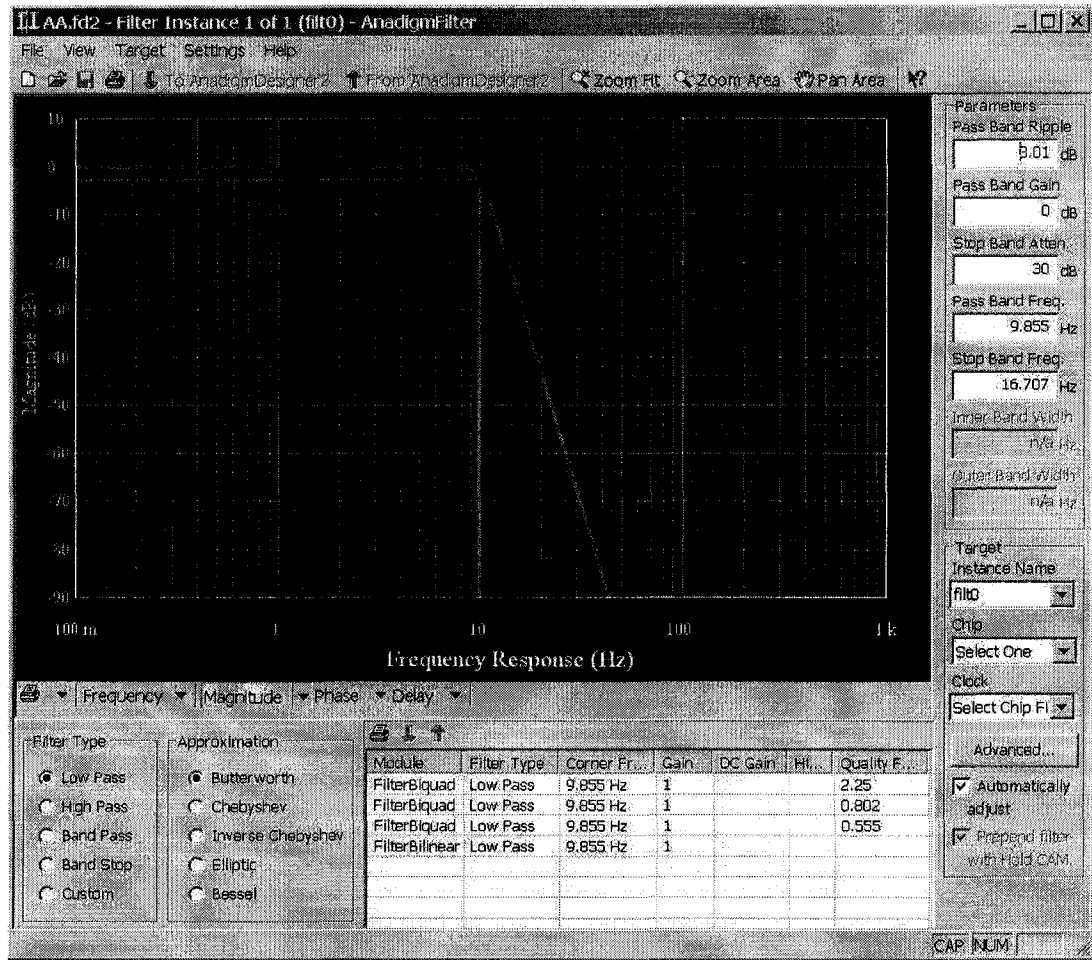 AA.fd2 - Filter Instance 1 of 1 (filt0) - AnadigmFilter
File View Target Settings Help
To AnadigmDesigner2 From AnadigmDesigner2 Zoom Fit Zoom Area Pan Area
10
0
-10
-20
-30
-40
-50
-60
-70
-80
-90
Magnitude (dB)
100 m 1 10 100 1 k
Frequency Response (Hz)
Frequency Magnitude Phase Delay
Parameters
Pass Band Ripple
3.01 dB
Pass Band Gain
0 dB
Stop Band Atten.
30 dB
Pass Band Freq.
9.855 Hz
Stop Band Freq.
16.707 Hz
Inner Band Width
n/a Hz
Outer Band Width
n/a Hz
Target
Instance Name
filt0
Chip
Select One
Clock
Select Chip Fi
Advanced...
Automatically
adjust
Prepend filter
with Hold CAM
Filter Type
Low Pass
High Pass
Band Pass
Band Stop
Custom
Approximation
Butterworth
Chebyshev
Inverse Chebyshev
Elliptic
Bessel
Module Filter Type Corner Fr... Gain DC Gain Hi... Quality F...
FilterBiquad Low Pass 9.855 Hz 1 2.25
FilterBiquad Low Pass 9.855 Hz 1 0.802
FilterBiquad Low Pass 9.855 Hz 1 0.555
FilterBilinear Low Pass 9.855 Hz 1
CAP NUM